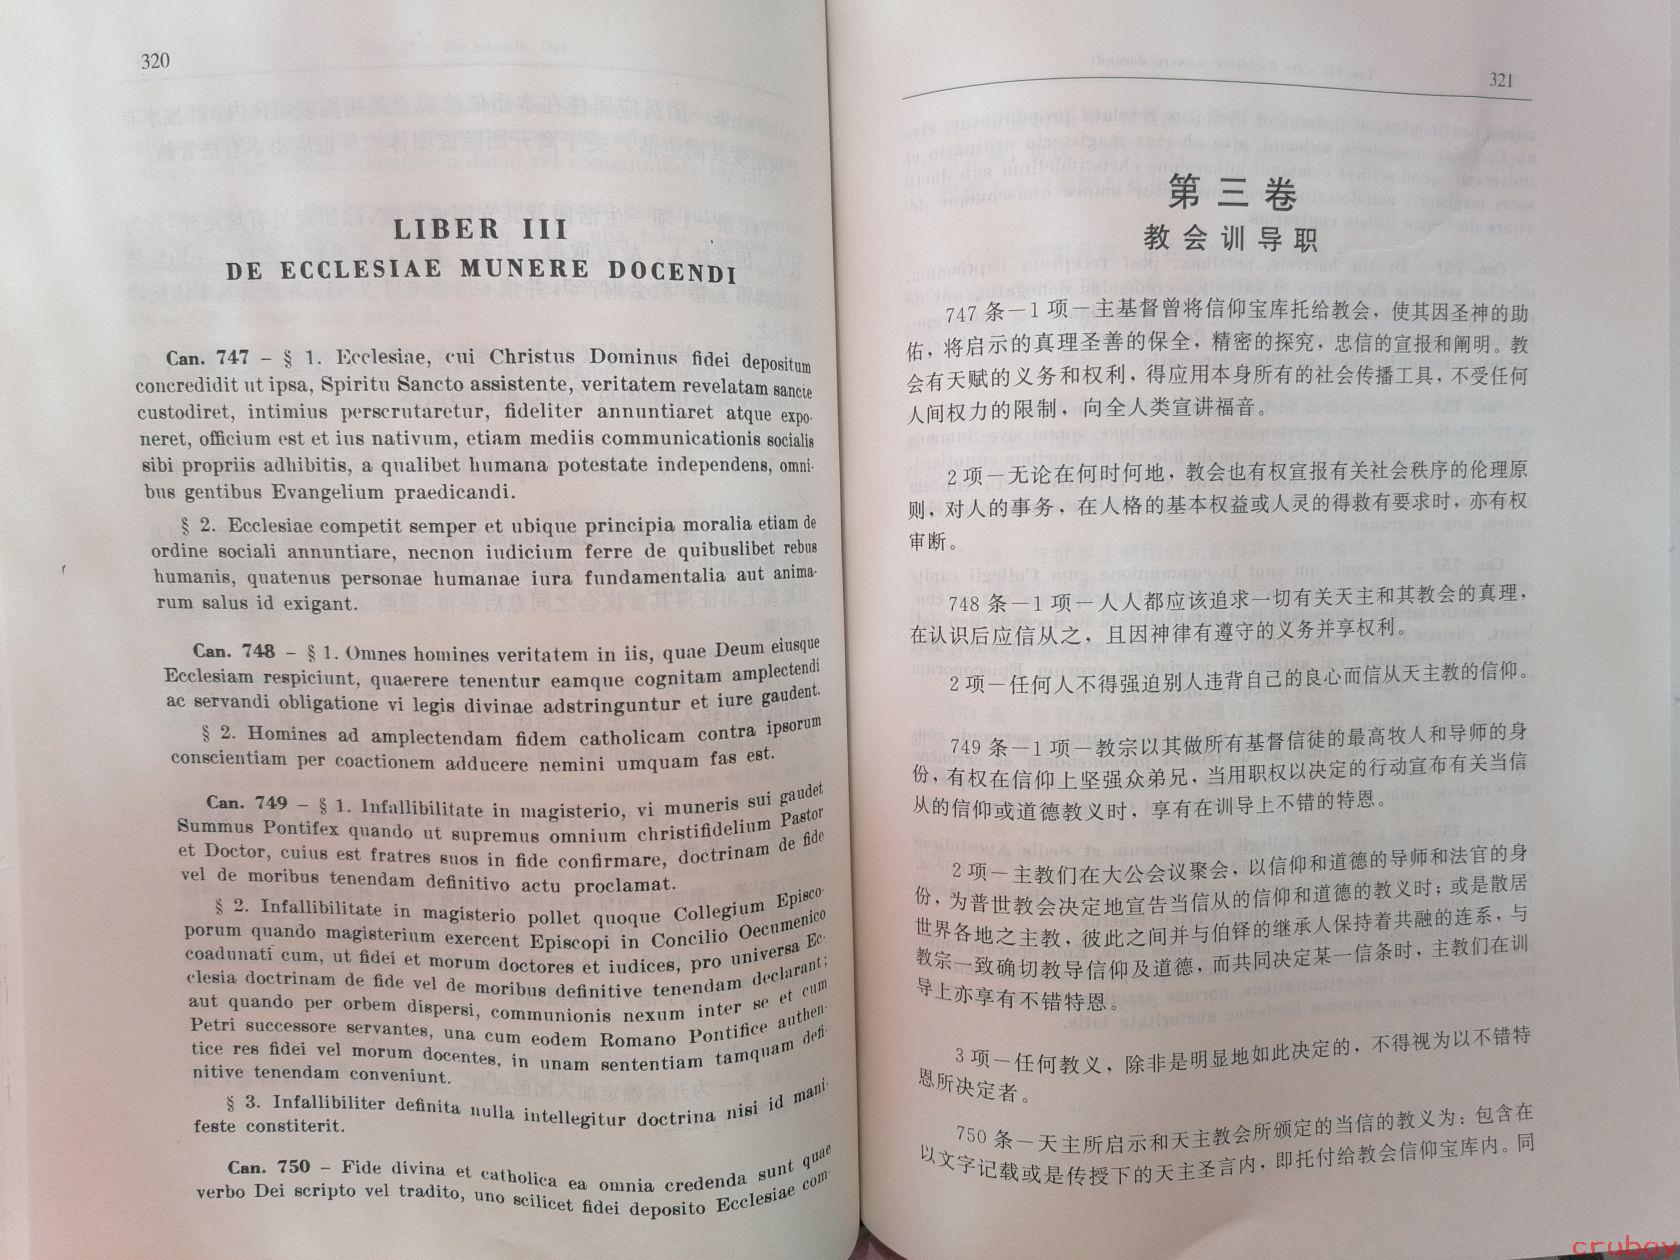 320
LIBER III
DE ECCLESIAE MUNERE DOCENDI
Can. 747 – § 1. Ecclesiae, cui Christus Dominus fidei depositum
concredidit ut ipsa, Spiritu Sancto assistente, veritatem revelatam sancte
custodiret, intimius perscrutaretur, fideliter annuntiaret atque expo-
neret, officium est et ius nativum, etiam mediis communicationis socialis
sibi propriis adhibitis, a qualibet humana potestate independens, omni-
bus gentibus Evangelium praedicandi.
§ 2. Ecclesiae competit semper et ubique principia moralia etiam de
ordine sociali annuntiare, necnon iudicium ferre de quibuslibet rebus
humanis, quatenus personae humanae iura fundamentalia aut anima-
rum salus id exigant.
Can. 748 – § 1. Omnes homines veritatem in iis, quae Deum eiusque
Ecclesiam respiciunt, quaerere tenentur eamque cognitam amplectendi
ac servandi obligatione vi legis divinae adstringuntur et iure gaudent.
§ 2. Homines ad amplectendam fidem catholicam contra ipsorum
conscientiam per coactionem adducere nemini umquam fas est.
Can. 749 – § 1. Infallibilitate in magisterio, vi muneris sui gaudet
Summus Pontifex quando ut supremus omnium christifidelium Pastor
et Doctor, cuius est fratres suos in fide confirmare, doctrinam de fide
vel de moribus tenendam definitivo actu proclamat.
§ 2. Infallibilitate in magisterio pollet quoque Collegium Episco-
porum quando magisterium exercent Episcopi in Concilio Oecumenico
coadunati cum, ut fidei et morum doctores et iudices, pro universa Ec-
clesia doctrinam de fide vel de moribus definitive tenendam declarant;
aut quando per orbem dispersi, communionis nexum inter se et cum
Petri successore servantes, una cum eodem Romano Pontifice authen-
tice res fidei vel morum docentes, in unam sententiam tamquam defi-
nitive tenendam conveniunt.
§ 3. Infallibiliter definita nulla intellegitur doctrina nisi id mani-
feste constiterit.
Can. 750 – Fide divina et catholica ea omnia credenda sunt quae
verbo Dei scripto vel tradito, uno scilicet fidei deposito Ecclesiae com-
321
第三卷
教会训导职
747 条－1 项－主基督曾将信仰宝库托给教会，使其因圣神的助
佑，将启示的真理圣善的保全，精密的探究，忠信的宣报和阐明。教
会有天赋的义务和权利，得应用本身所有的社会传播工具，不受任何
人间权力的限制，向全人类宣讲福音。
2 项－无论在何时何地，教会也有权宣报有关社会秩序的伦理原
则，对人的事务，在人格的基本权益或人灵的得救有要求时，亦有权
审断。
748 条－1 项－人人都应该追求一切有关天主和其教会的真理，
在认识后应信从之，且因神律有遵守的义务并享权利。
2 项－任何人不得强迫别人违背自己的良心而信从天主教的信仰。
749 条－1 项－教宗以其做所有基督信徒的最高牧人和导师的身
份，有权在信仰上坚强众弟兄，当用职权以决定的行动宣布有关当信
从的信仰或道德教义时，享有在训导上不错的特恩。
2 项－主教们在大公会议聚会，以信仰和道德的导师和法官的身
份，为普世教会决定地宣告当信从的信仰和道德的教义时；或是散居
世界各地之主教，彼此之间并与伯铎的继承人保持着共融的连系，与
教宗一致确切教导信仰及道德，而共同决定某一信条时，主教们在训
导上亦享有不错特恩。
3 项－任何教义，除非是明显地如此决定的，不得视为以不错特
恩所决定者。
750 条－天主所启示和天主教会所颁定的当信的教义为：包含在
以文字记载或是传授下的天主圣言内，即托付给教会信仰宝库内。同